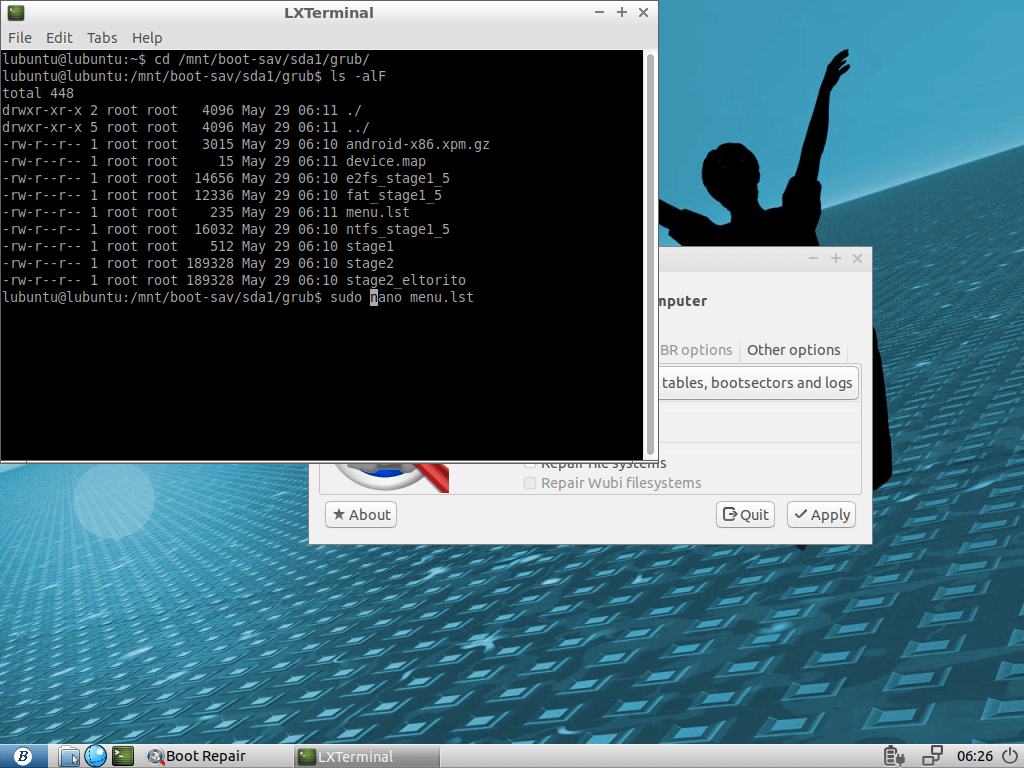 LXTerminal
File Edit Tabs Help
lubuntu@lubuntu:~$ cd /mnt/boot-sav/sda1/grub/
lubuntu@lubuntu:/mnt/boot-sav/sda1/grub$ ls -alF
total 448
drwxr-xr-x 2 root root   4096 May 29 06:11 ./
drwxr-xr-x 5 root root   4096 May 29 06:11 ../
-rw-r--r-- 1 root root   3015 May 29 06:10 android-x86.xpm.gz
-rw-r--r-- 1 root root     15 May 29 06:11 device.map
-rw-r--r-- 1 root root  14656 May 29 06:10 e2fs_stage1_5
-rw-r--r-- 1 root root  12336 May 29 06:10 fat_stage1_5
-rw-r--r-- 1 root root    235 May 29 06:11 menu.lst
-rw-r--r-- 1 root root  16032 May 29 06:10 ntfs_stage1_5
-rw-r--r-- 1 root root    512 May 29 06:10 stage1
-rw-r--r-- 1 root root 189328 May 29 06:10 stage2
-rw-r--r-- 1 root root 189328 May 29 06:10 stage2_eltorito
lubuntu@lubuntu:/mnt/boot-sav/sda1/grub$ sudo nano menu.lst
mputer
BR options Other options
tables, bootsectors and logs
Repair file systems
Repair Wubi filesystems
About Quit Apply
B Boot Repair LXTerminal 06:26